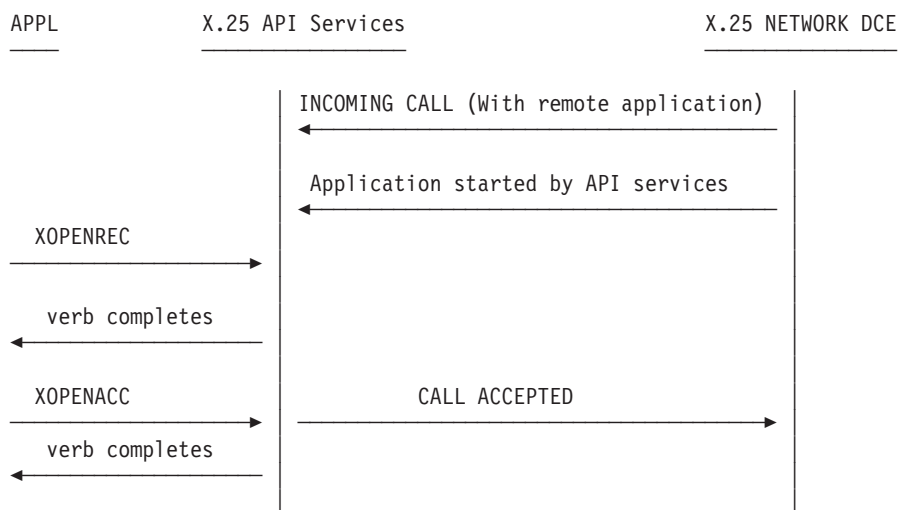 APPL X.25 API Services X.25 NETWORK DCE
INCOMING CALL (With remote application)
Application started by API services
XOPENREC
verb completes
XOPENACC CALL ACCEPTED
verb completes